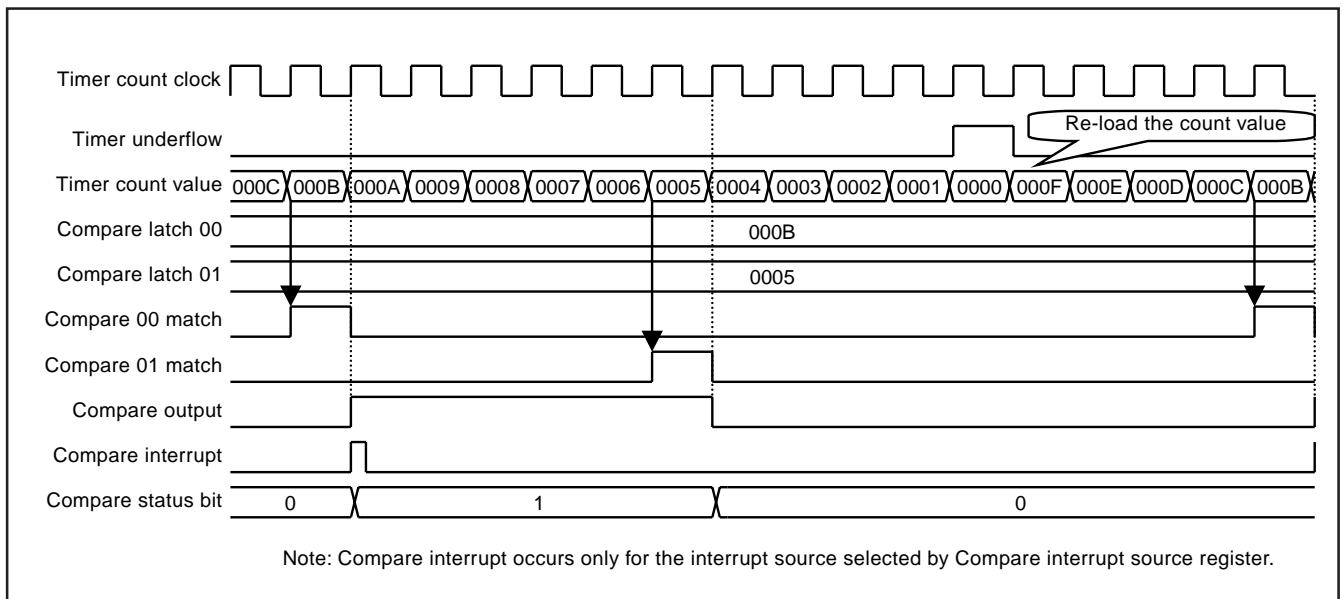 Timer count clock
Timer underflow
Re-load the count value
Timer count value
000C 000B 000A 0009 0008 0007 0006 0005 0004 0003 0002 0001 0000 000F 000E 000D 000C 000B
Compare latch 00
000B
Compare latch 01
0005
Compare 00 match
Compare 01 match
Compare output
Compare interrupt
Compare status bit
0 1 0
Note: Compare interrupt occurs only for the interrupt source selected by Compare interrupt source register.